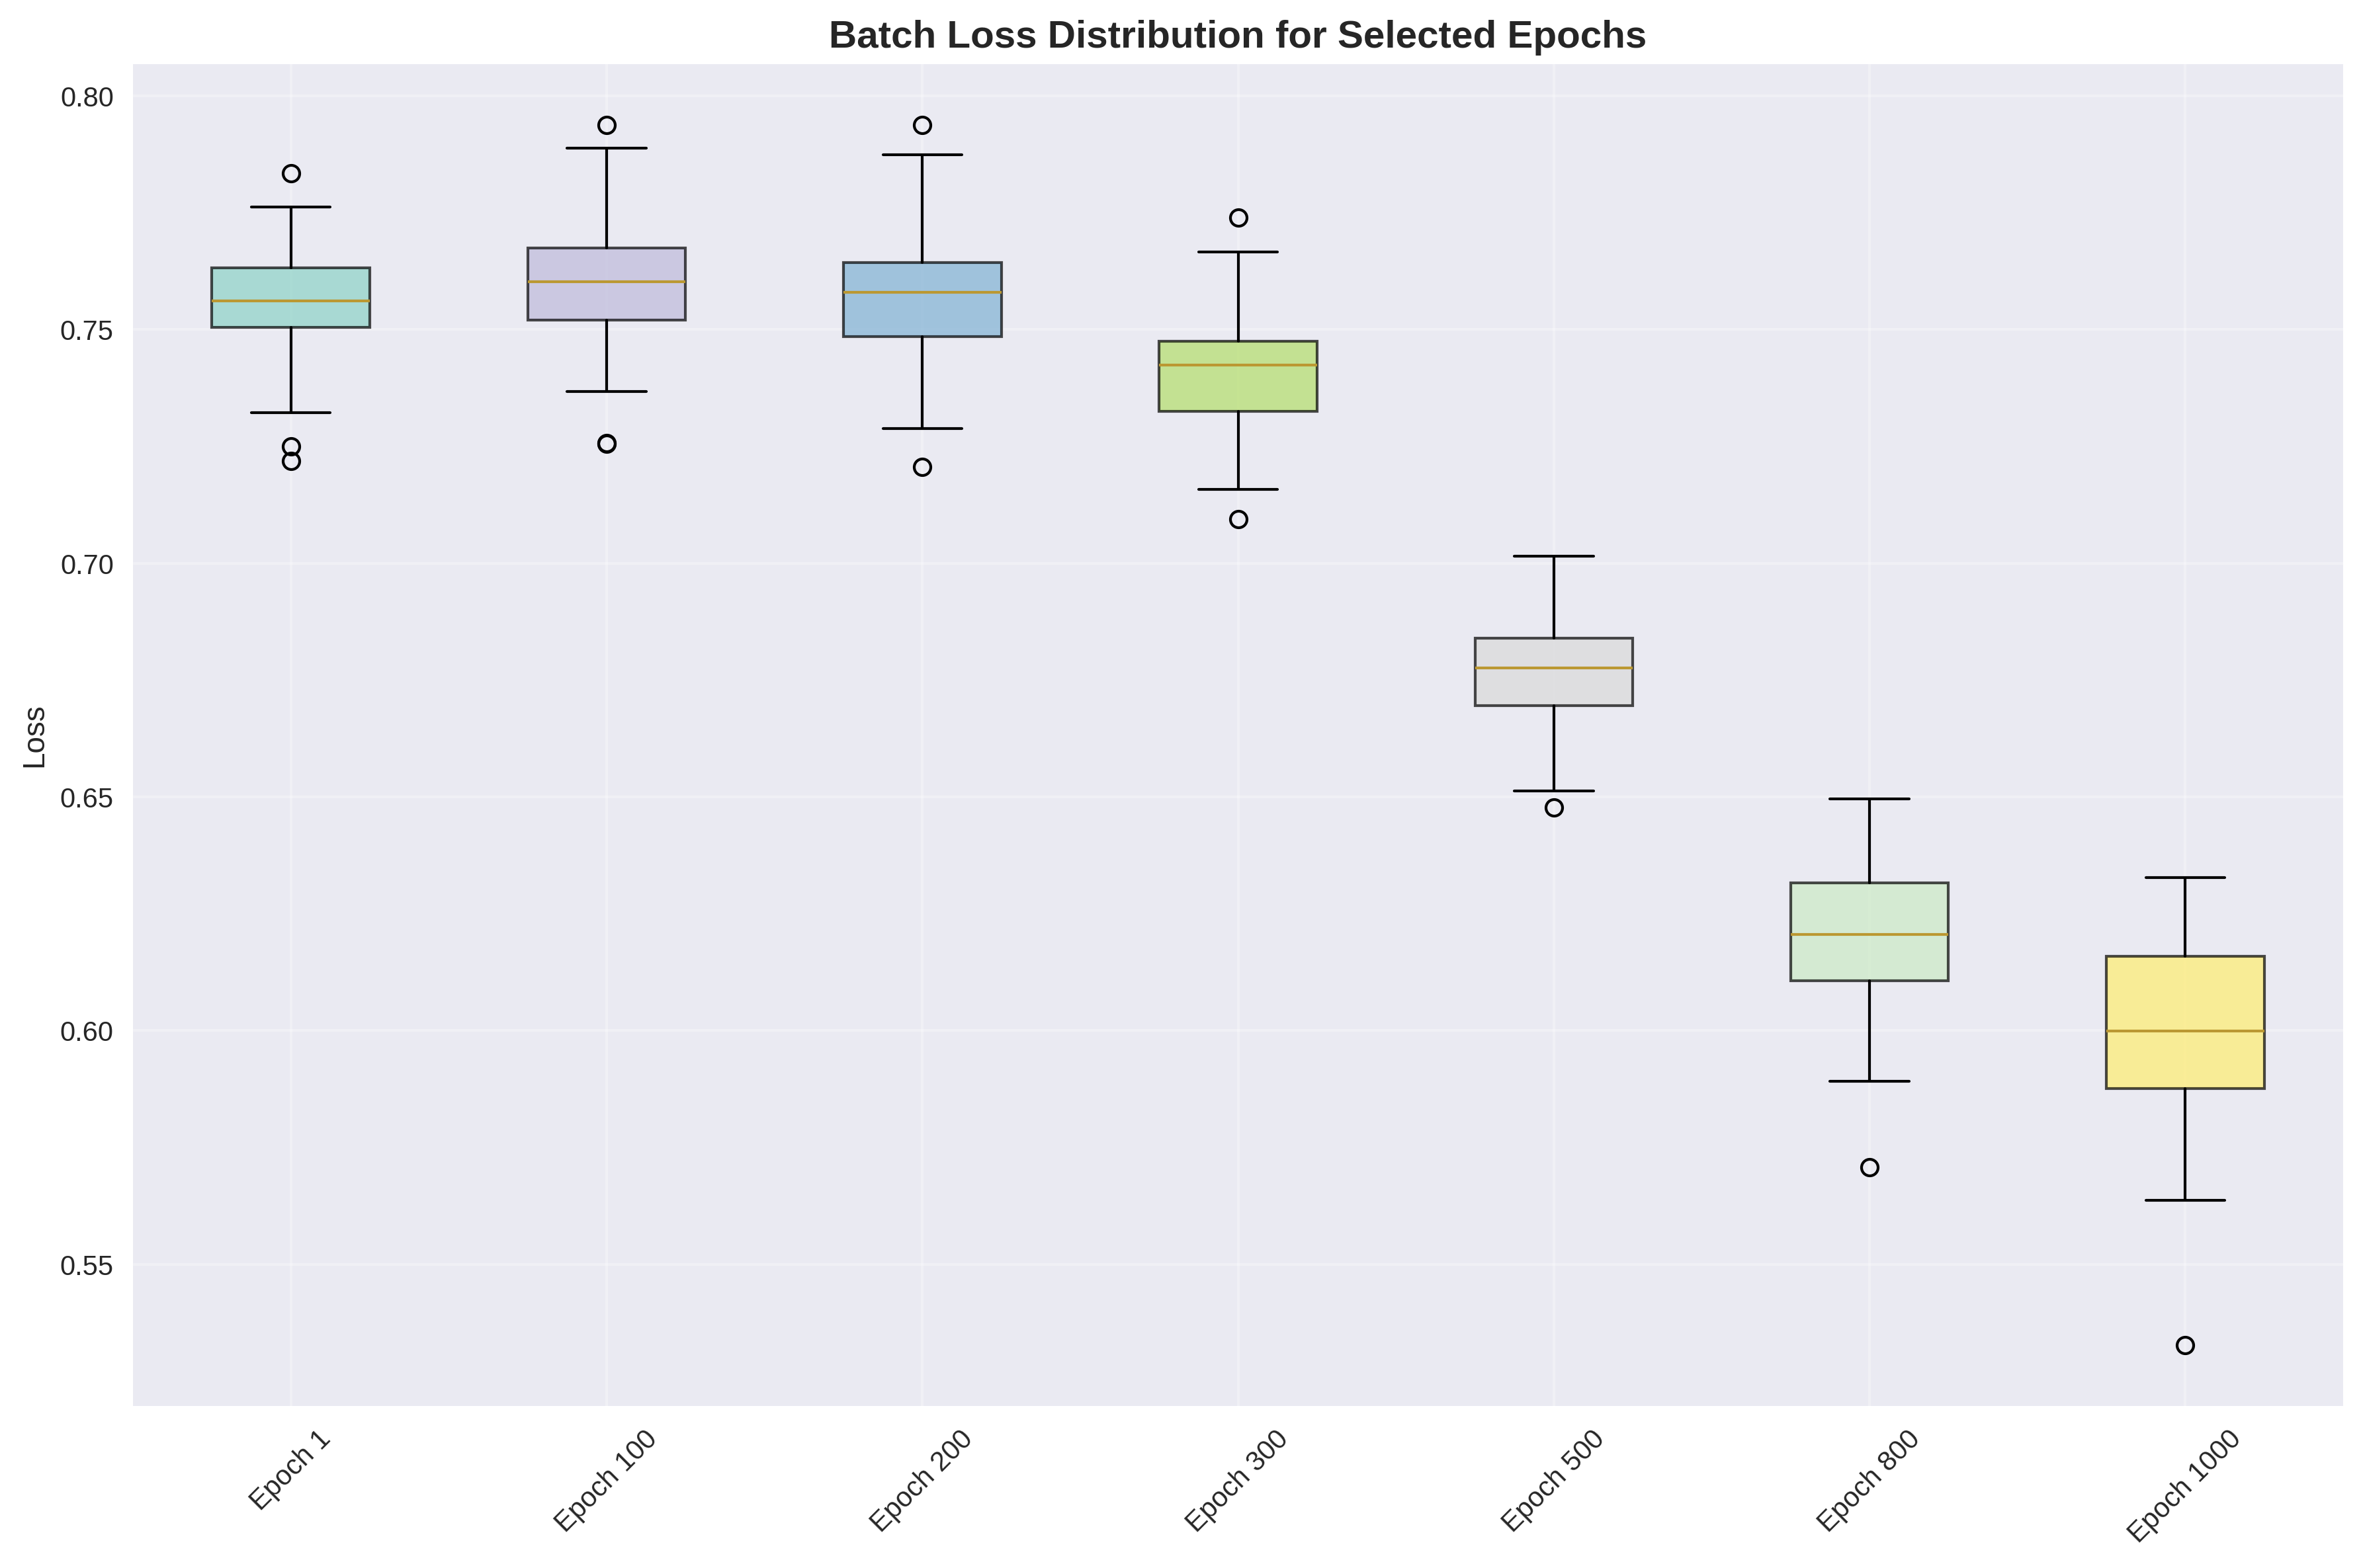 Batch Loss Distribution for Selected Epochs
0.80
0.75
0.70
0.65
0.60
0.55
Loss
Epoch 1
Epoch 100
Epoch 200
Epoch 300
Epoch 500
Epoch 800
Epoch 1000